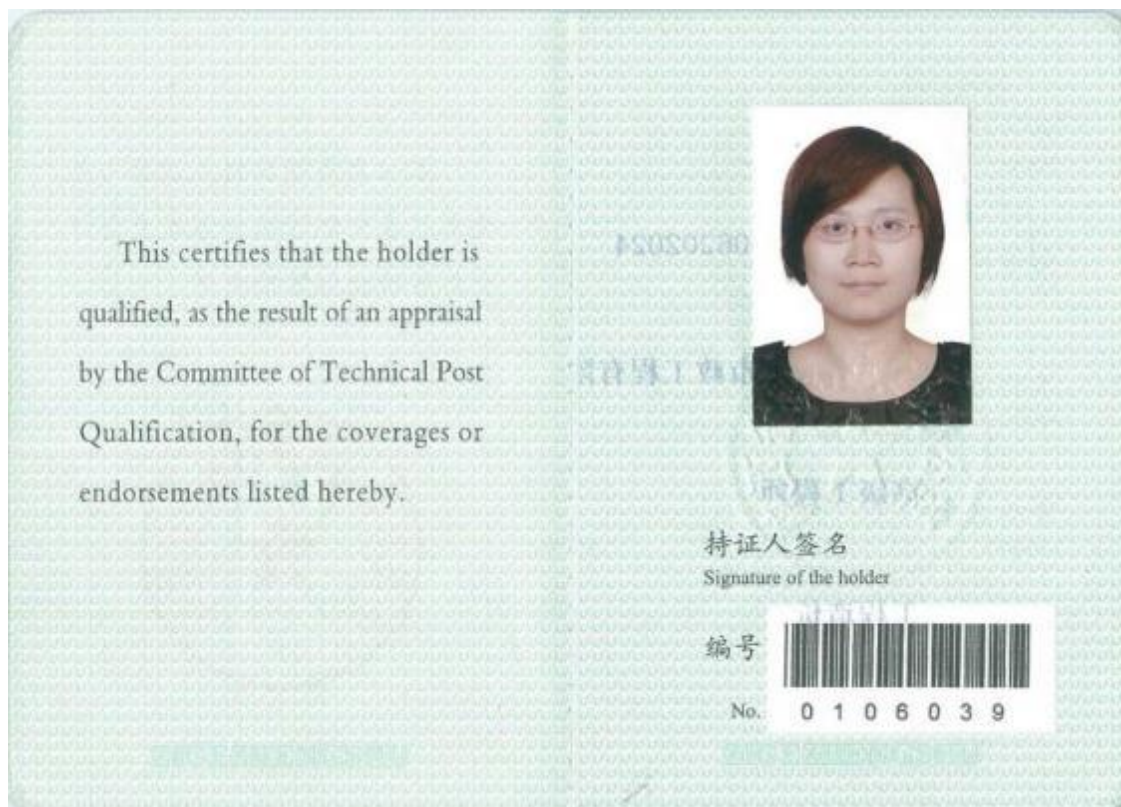 This certifies that the holder is
qualified, as the result of an appraisal
by the Committee of Technical Post
Qualification, for the coverages or
endorsements listed hereby.
持证人签名
Signature of the holder
编号
No.
0106039